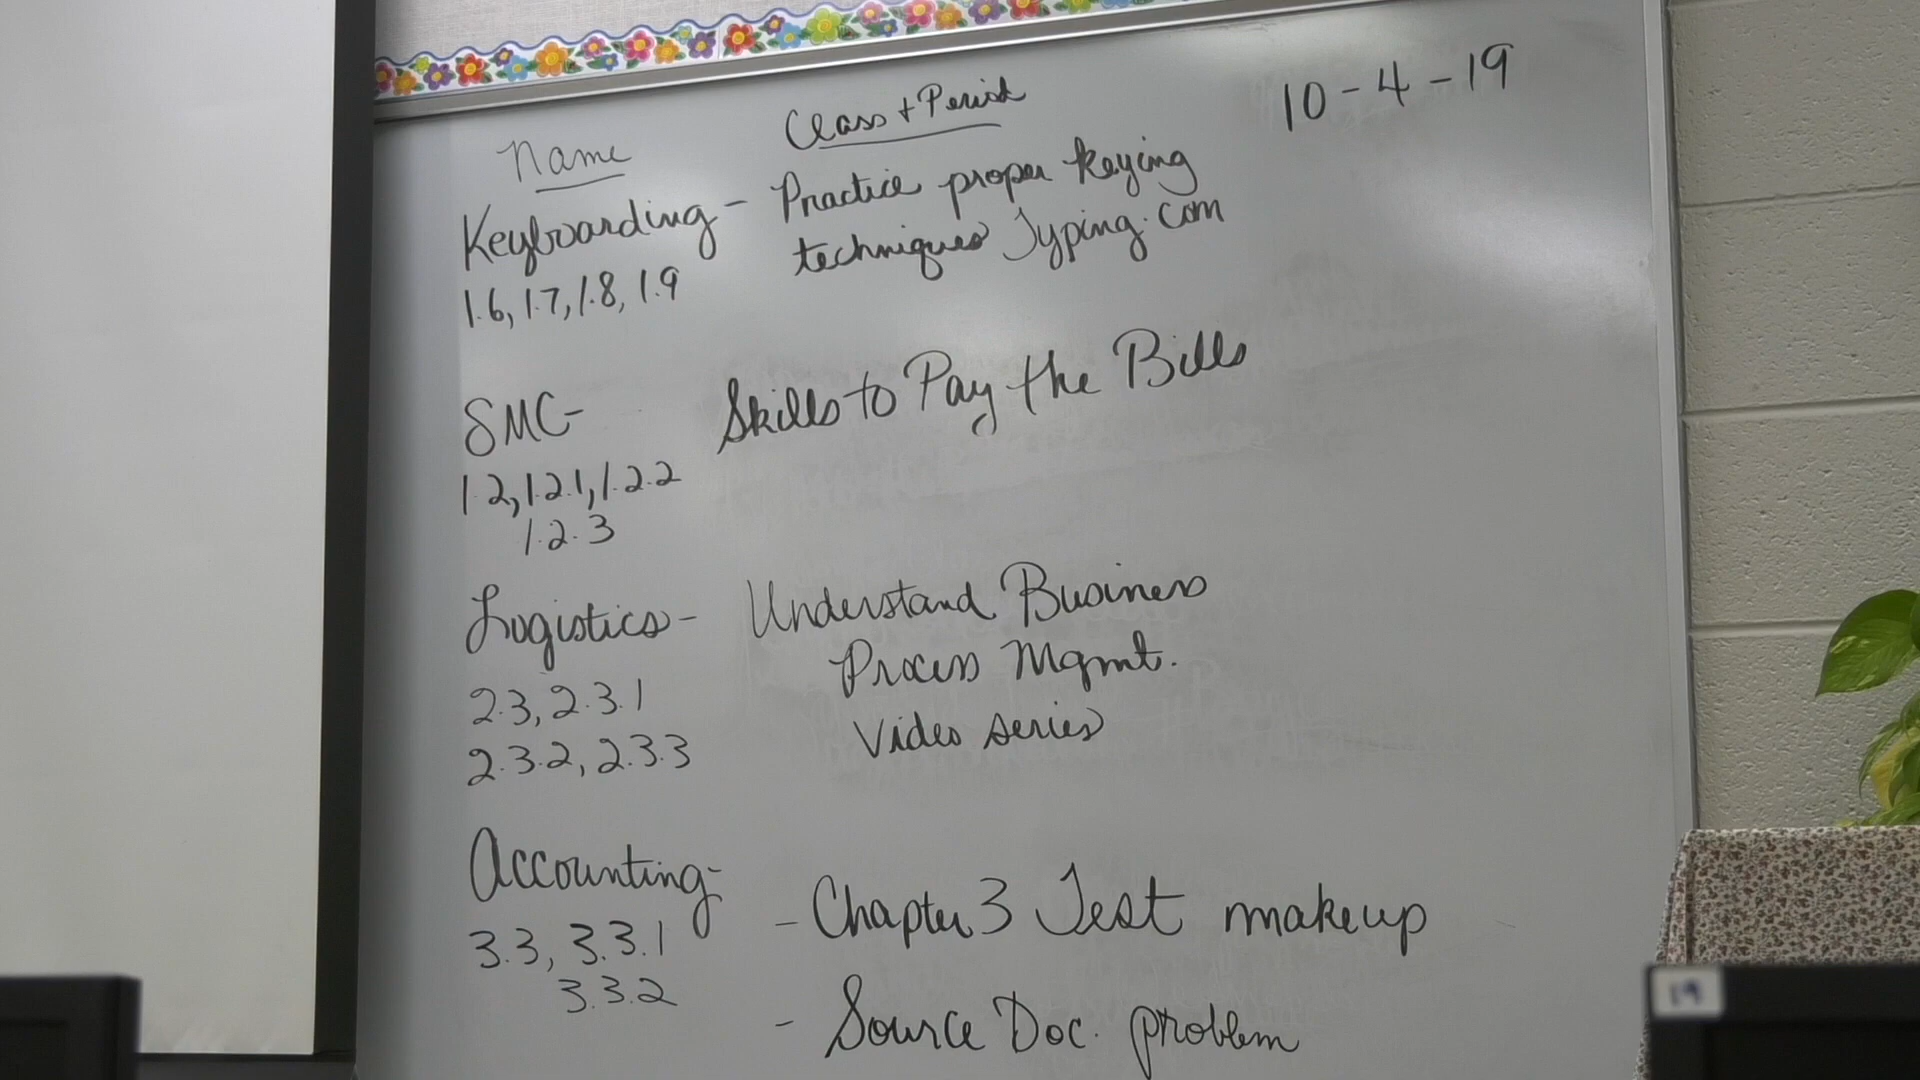 Name Class + Period 10-4-19
Keyboarding - Practice proper keying
techniques Typing.com
1.6, 1.7, 1.8, 1.9
SMC- Skills to Pay the Bills
1.2, 1.2.1, 1.2.2
1.2.3
Logistics - Understand Business
Process Mgmt.
2.3, 2.3.1
Video series
2.3.2, 2.3.3
Accounting-
- Chapter 3 Test makeup
3.3, 3.3.1
3.3.2
- Source Doc. problem
19